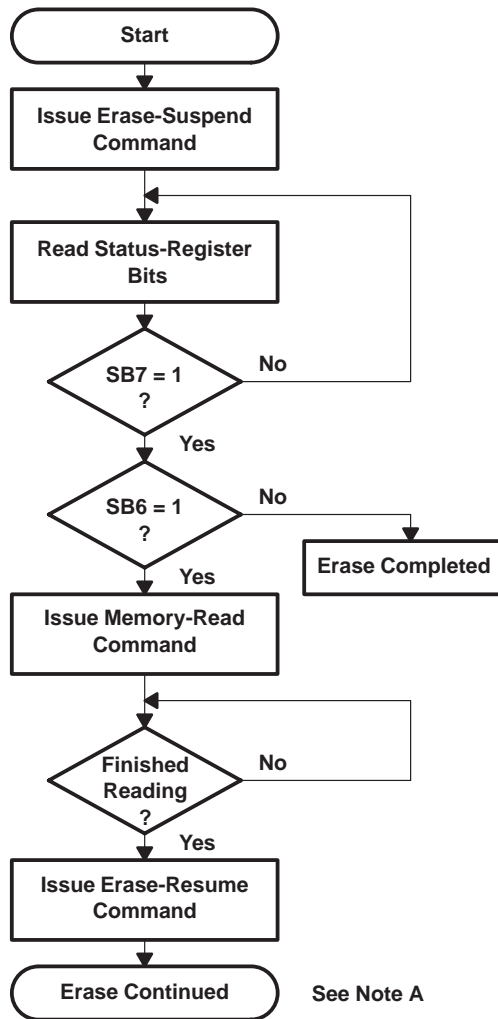 Start
Issue Erase-Suspend
Command
Read Status-Register
Bits
SB7 = 1
?
No
Yes
SB6 = 1
?
No
Yes
Erase Completed
Issue Memory-Read
Command
Finished
Reading
?
No
Yes
Issue Erase-Resume
Command
Erase Continued
See Note A